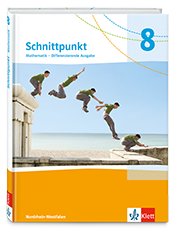 Schnittpunkt 8
Mathematik – Differenzierende Ausgabe
Nordrhein-Westfalen
Klett